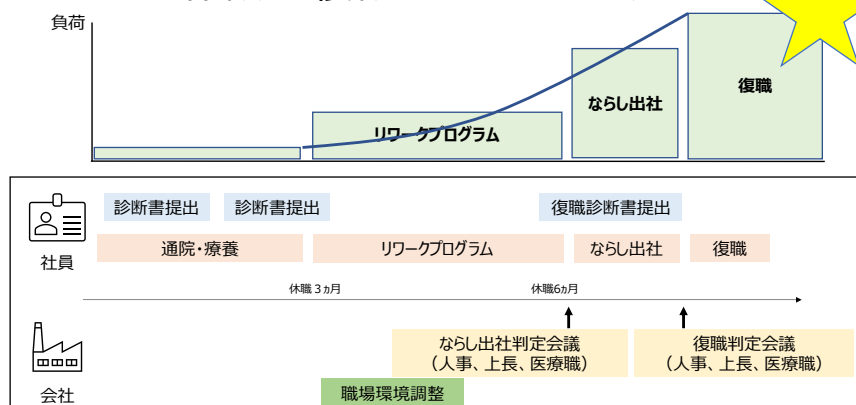 負荷
リワークプログラム
ならし出社
復職
診断書提出
診断書提出
復職診断書提出
社員
通院・療養
リワークプログラム
ならし出社
復職
休職3ヵ月
休職6ヵ月
会社
ならし出社判定会議
(人事、上長、医療職)
復職判定会議
(人事、上長、医療職)
職場環境調整